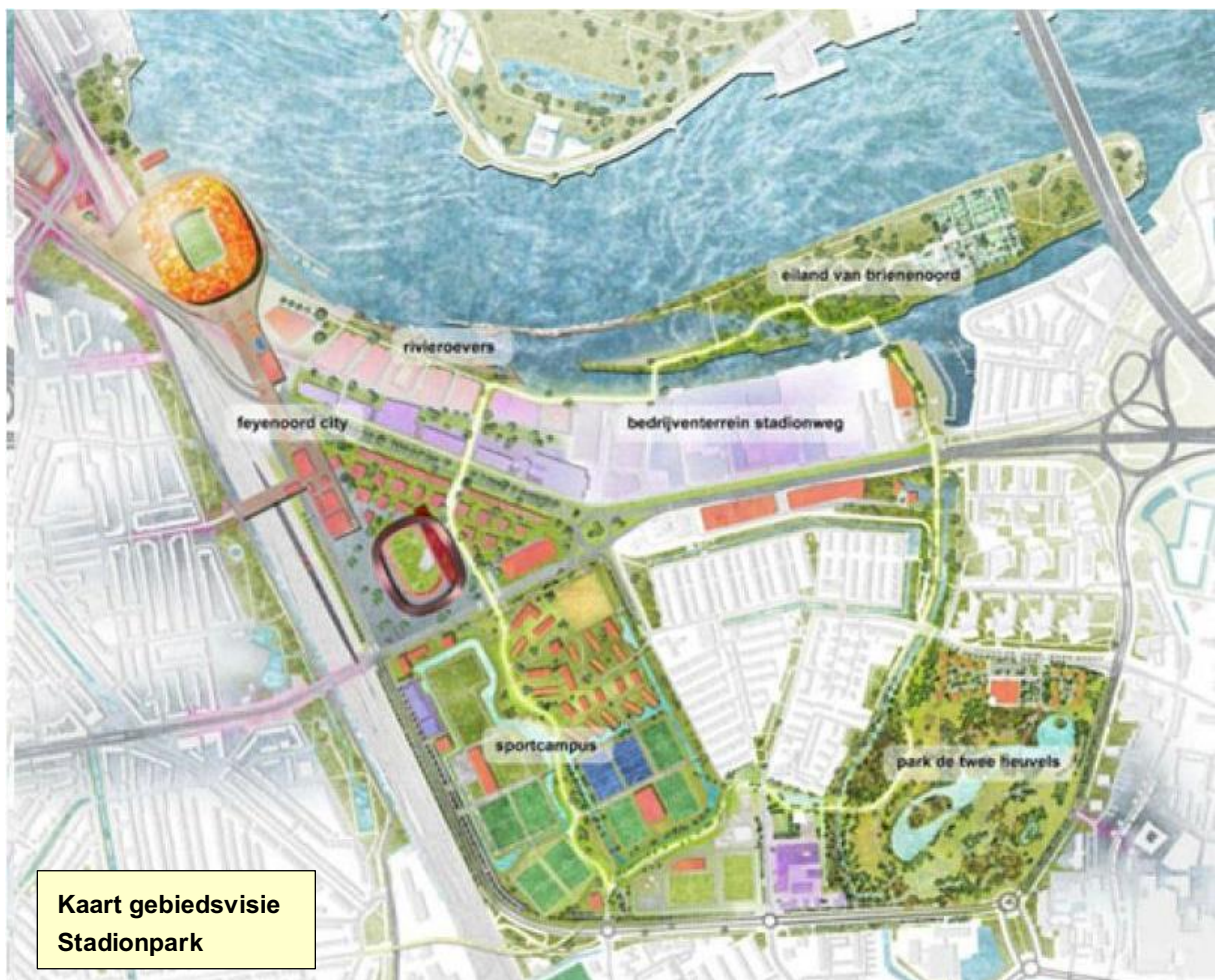 eiland van brienenoord
rivieroevers
feyenoord city
bedrijventerrein stadionweg
sportcampus
park de twee heuvels
Kaart gebiedsvisie
Stadionpark